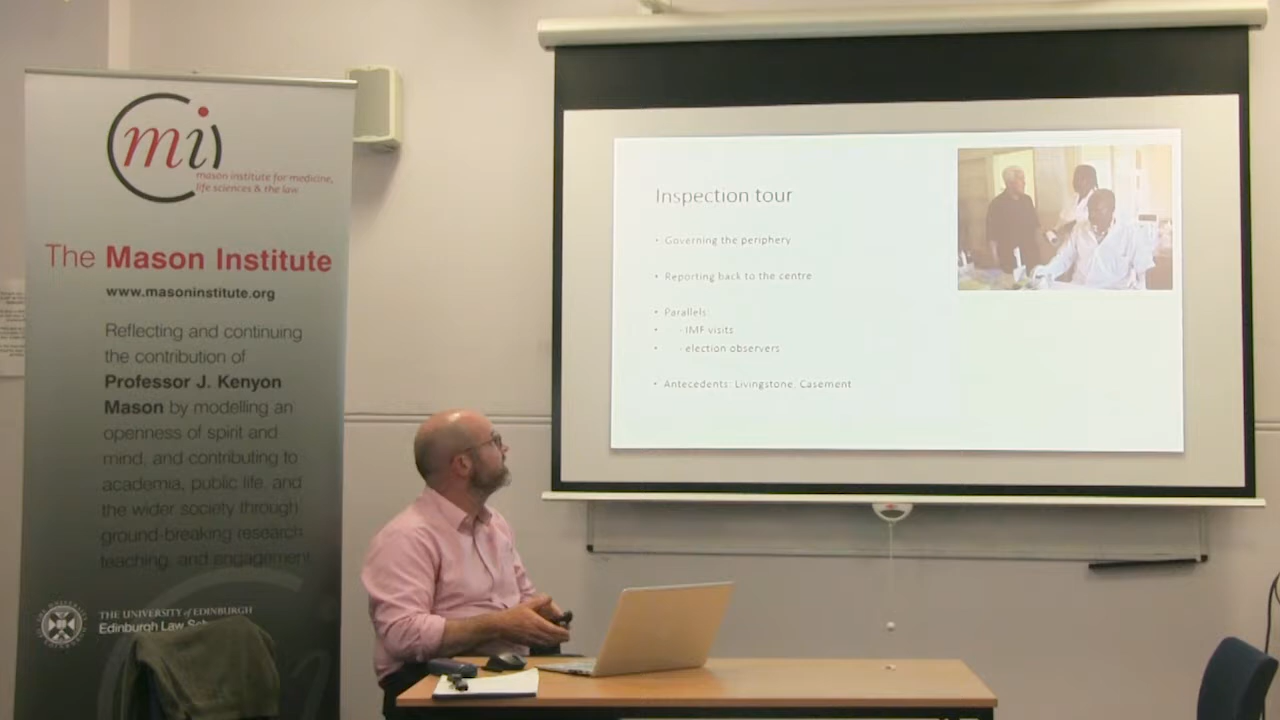 mi
mason institute for medicine,
life sciences & the law
The Mason Institute
www.masoninstitute.org
Reflecting and continuing
the contribution of
Professor J. Kenyon
Mason by modelling an
openness of spirit and
mind, and contributing to
academia, public life, and
the wider society through
ground-breaking research
teaching, and engagement
THE UNIVERSITY of EDINBURGH
Edinburgh Law
Inspection tour
• Governing the periphery
• Reporting back to the centre
• Parallels:
• - IMF visits
• - election observers
• Antecedents: Livingstone, Casement